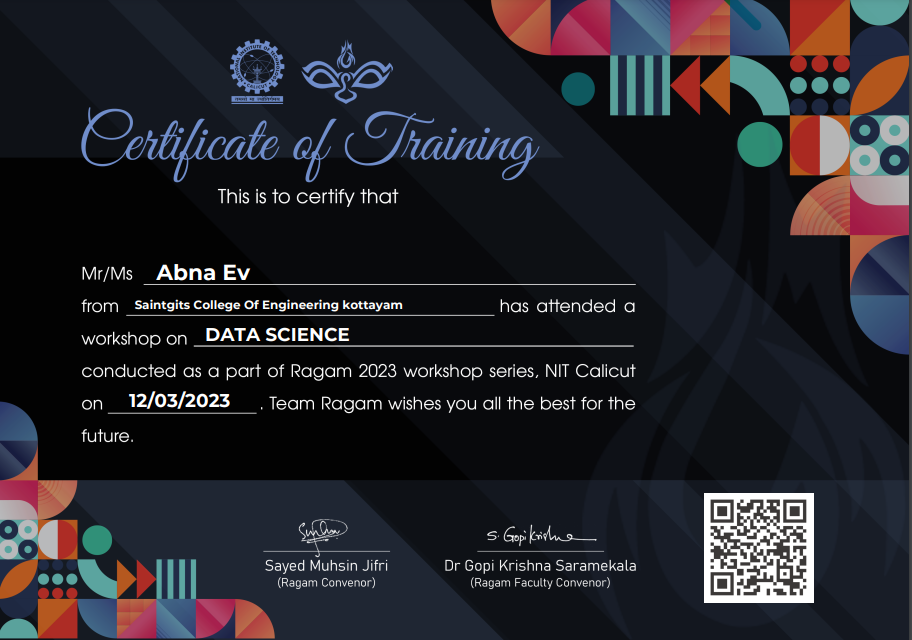 Certificate of Training
This is to certify that
Mr/Ms Abna Ev
from Saintgits College Of Engineering kottayam has attended a
workshop on DATA SCIENCE
conducted as a part of Ragam 2023 workshop series, NIT Calicut
on 12/03/2023 . Team Ragam wishes you all the best for the
future.
S. Gopi Krishna
Sayed Muhsin Jifri
(Ragam Convenor)
Dr Gopi Krishna Saramekala
(Ragam Faculty Convenor)